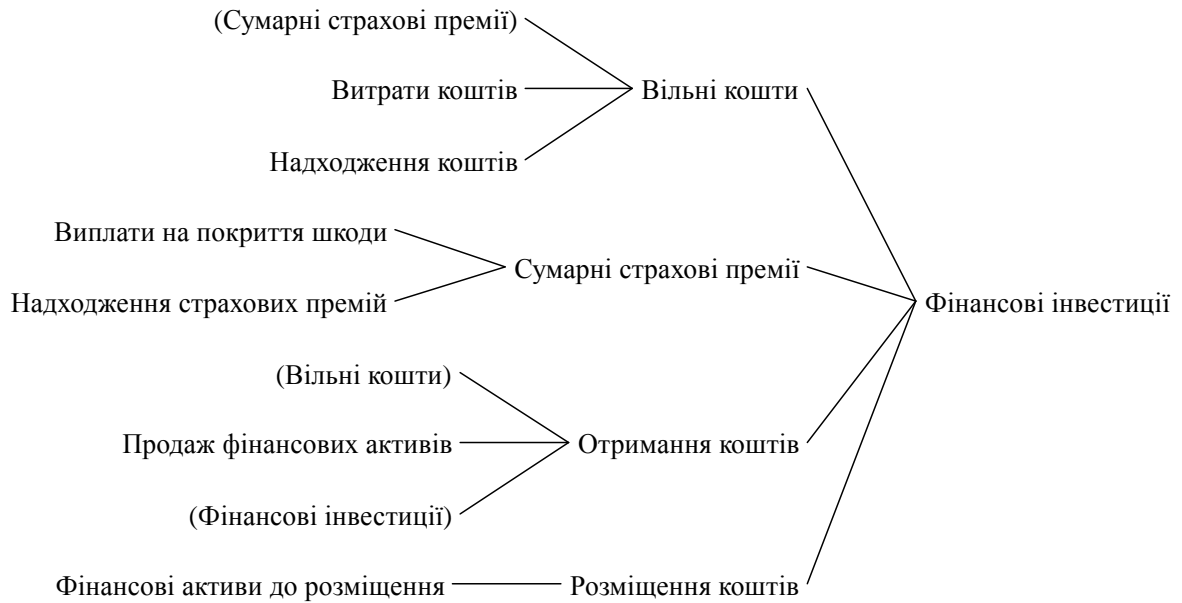 (Сумарні страхові премії)
Витрати коштів
Вільні кошти
Надходження коштів
Виплати на покриття шкоди
Сумарні страхові премії
Надходження страхових премій
Фінансові інвестиції
(Вільні кошти)
Продаж фінансових активів
Отримання коштів
(Фінансові інвестиції)
Фінансові активи до розміщення
Розміщення коштів